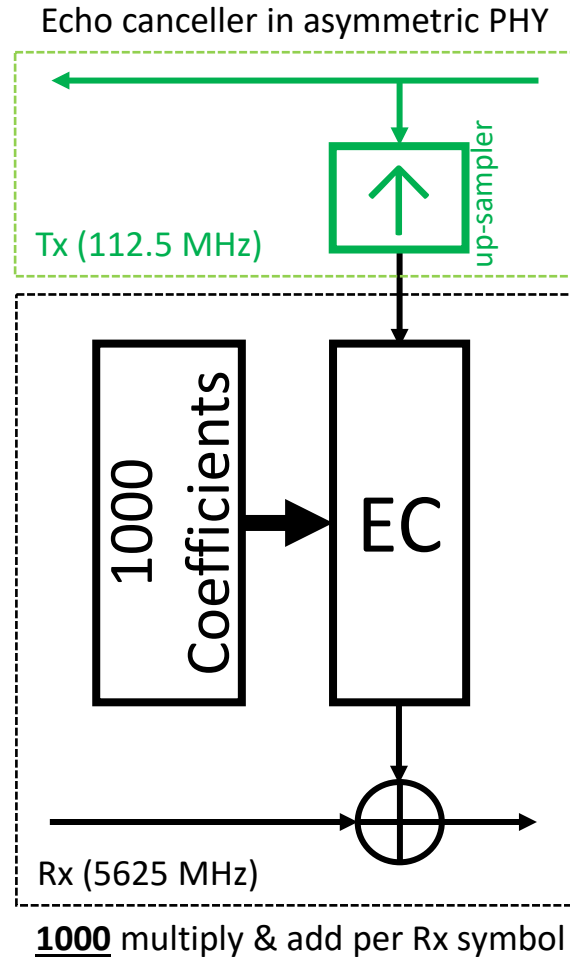 Echo canceller in asymmetric PHY
up-sampler
Tx (112.5 MHz)
1000
Coefficients
EC
Rx (5625 MHz)
1000 multiply & add per Rx symbol